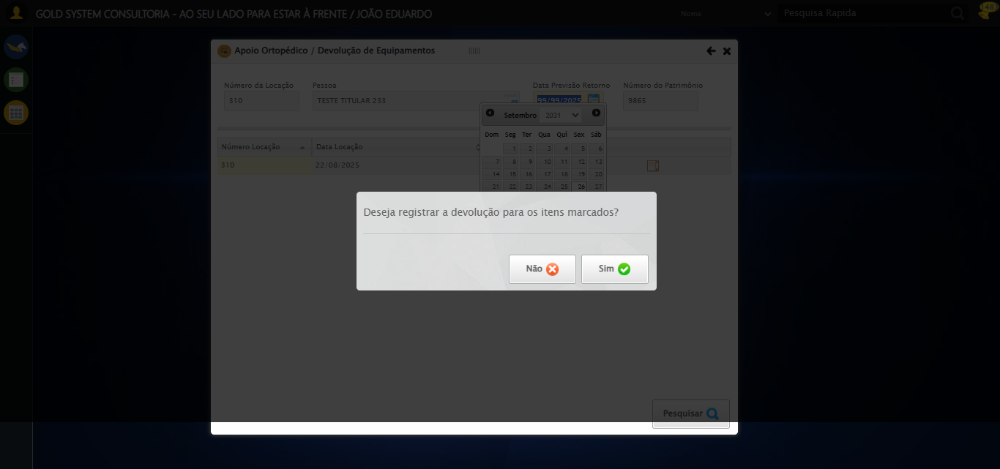 GOLD SYSTEM CONSULTORIA - AO SEU LADO PARA ESTAR À FRENTE / JOÃO EDUARDO
Nome
Pesquisa Rapida
148
Apoio Ortopédico / Devolução de Equipamentos
Número da Locação Pessoa Data Previsão Retorno Número do Patrimônio
310 TESTE TITULAR 233 99/99/2025 9865
Setembro 2031
Dom Seg Ter Qua Qui Sex Sáb
1 2 3 4 5 6
7 8 9 10 11 12 13
14 15 16 17 18 19 20
21 22 23 24 25 26 27
Número Locação Data Locação
310 22/08/2025
Deseja registrar a devolução para os itens marcados?
Não Sim
Pesquisar